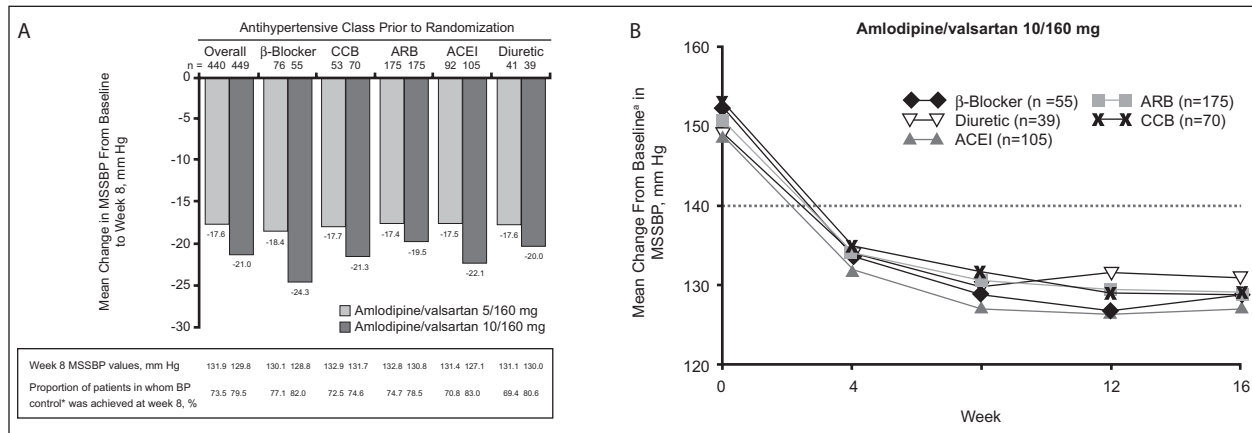 A
Antihypertensive Class Prior to Randomization
Overall β-Blocker CCB ARB ACEI Diuretic
n = 440 449 76 55 53 70 175 175 92 105 41 39
Mean Change in MSSBP From Baseline
to Week 8, mm Hg
0
-5
-10
-15
-20
-25
-30
-17.6 -21.0 -18.4 -24.3 -17.7 -21.3 -17.4 -19.5 -17.5 -22.1 -17.6 -20.0
Amlodipine/valsartan 5/160 mg
Amlodipine/valsartan 10/160 mg
Week 8 MSSBP values, mm Hg 131.9 129.8 130.1 128.8 132.9 131.7 132.8 130.8 131.4 127.1 131.1 130.0
Proportion of patients in whom BP
control* was achieved at week 8, % 73.5 79.5 77.1 82.0 72.5 74.6 74.7 78.5 70.8 83.0 69.4 80.6
B
Amlodipine/valsartan 10/160 mg
Mean Change From Baselineª in
MSSBP, mm Hg
160
150
140
130
120
β-Blocker (n =55) ARB (n=175)
Diuretic (n=39) CCB (n=70)
ACEI (n=105)
0 4 8 12 16
Week